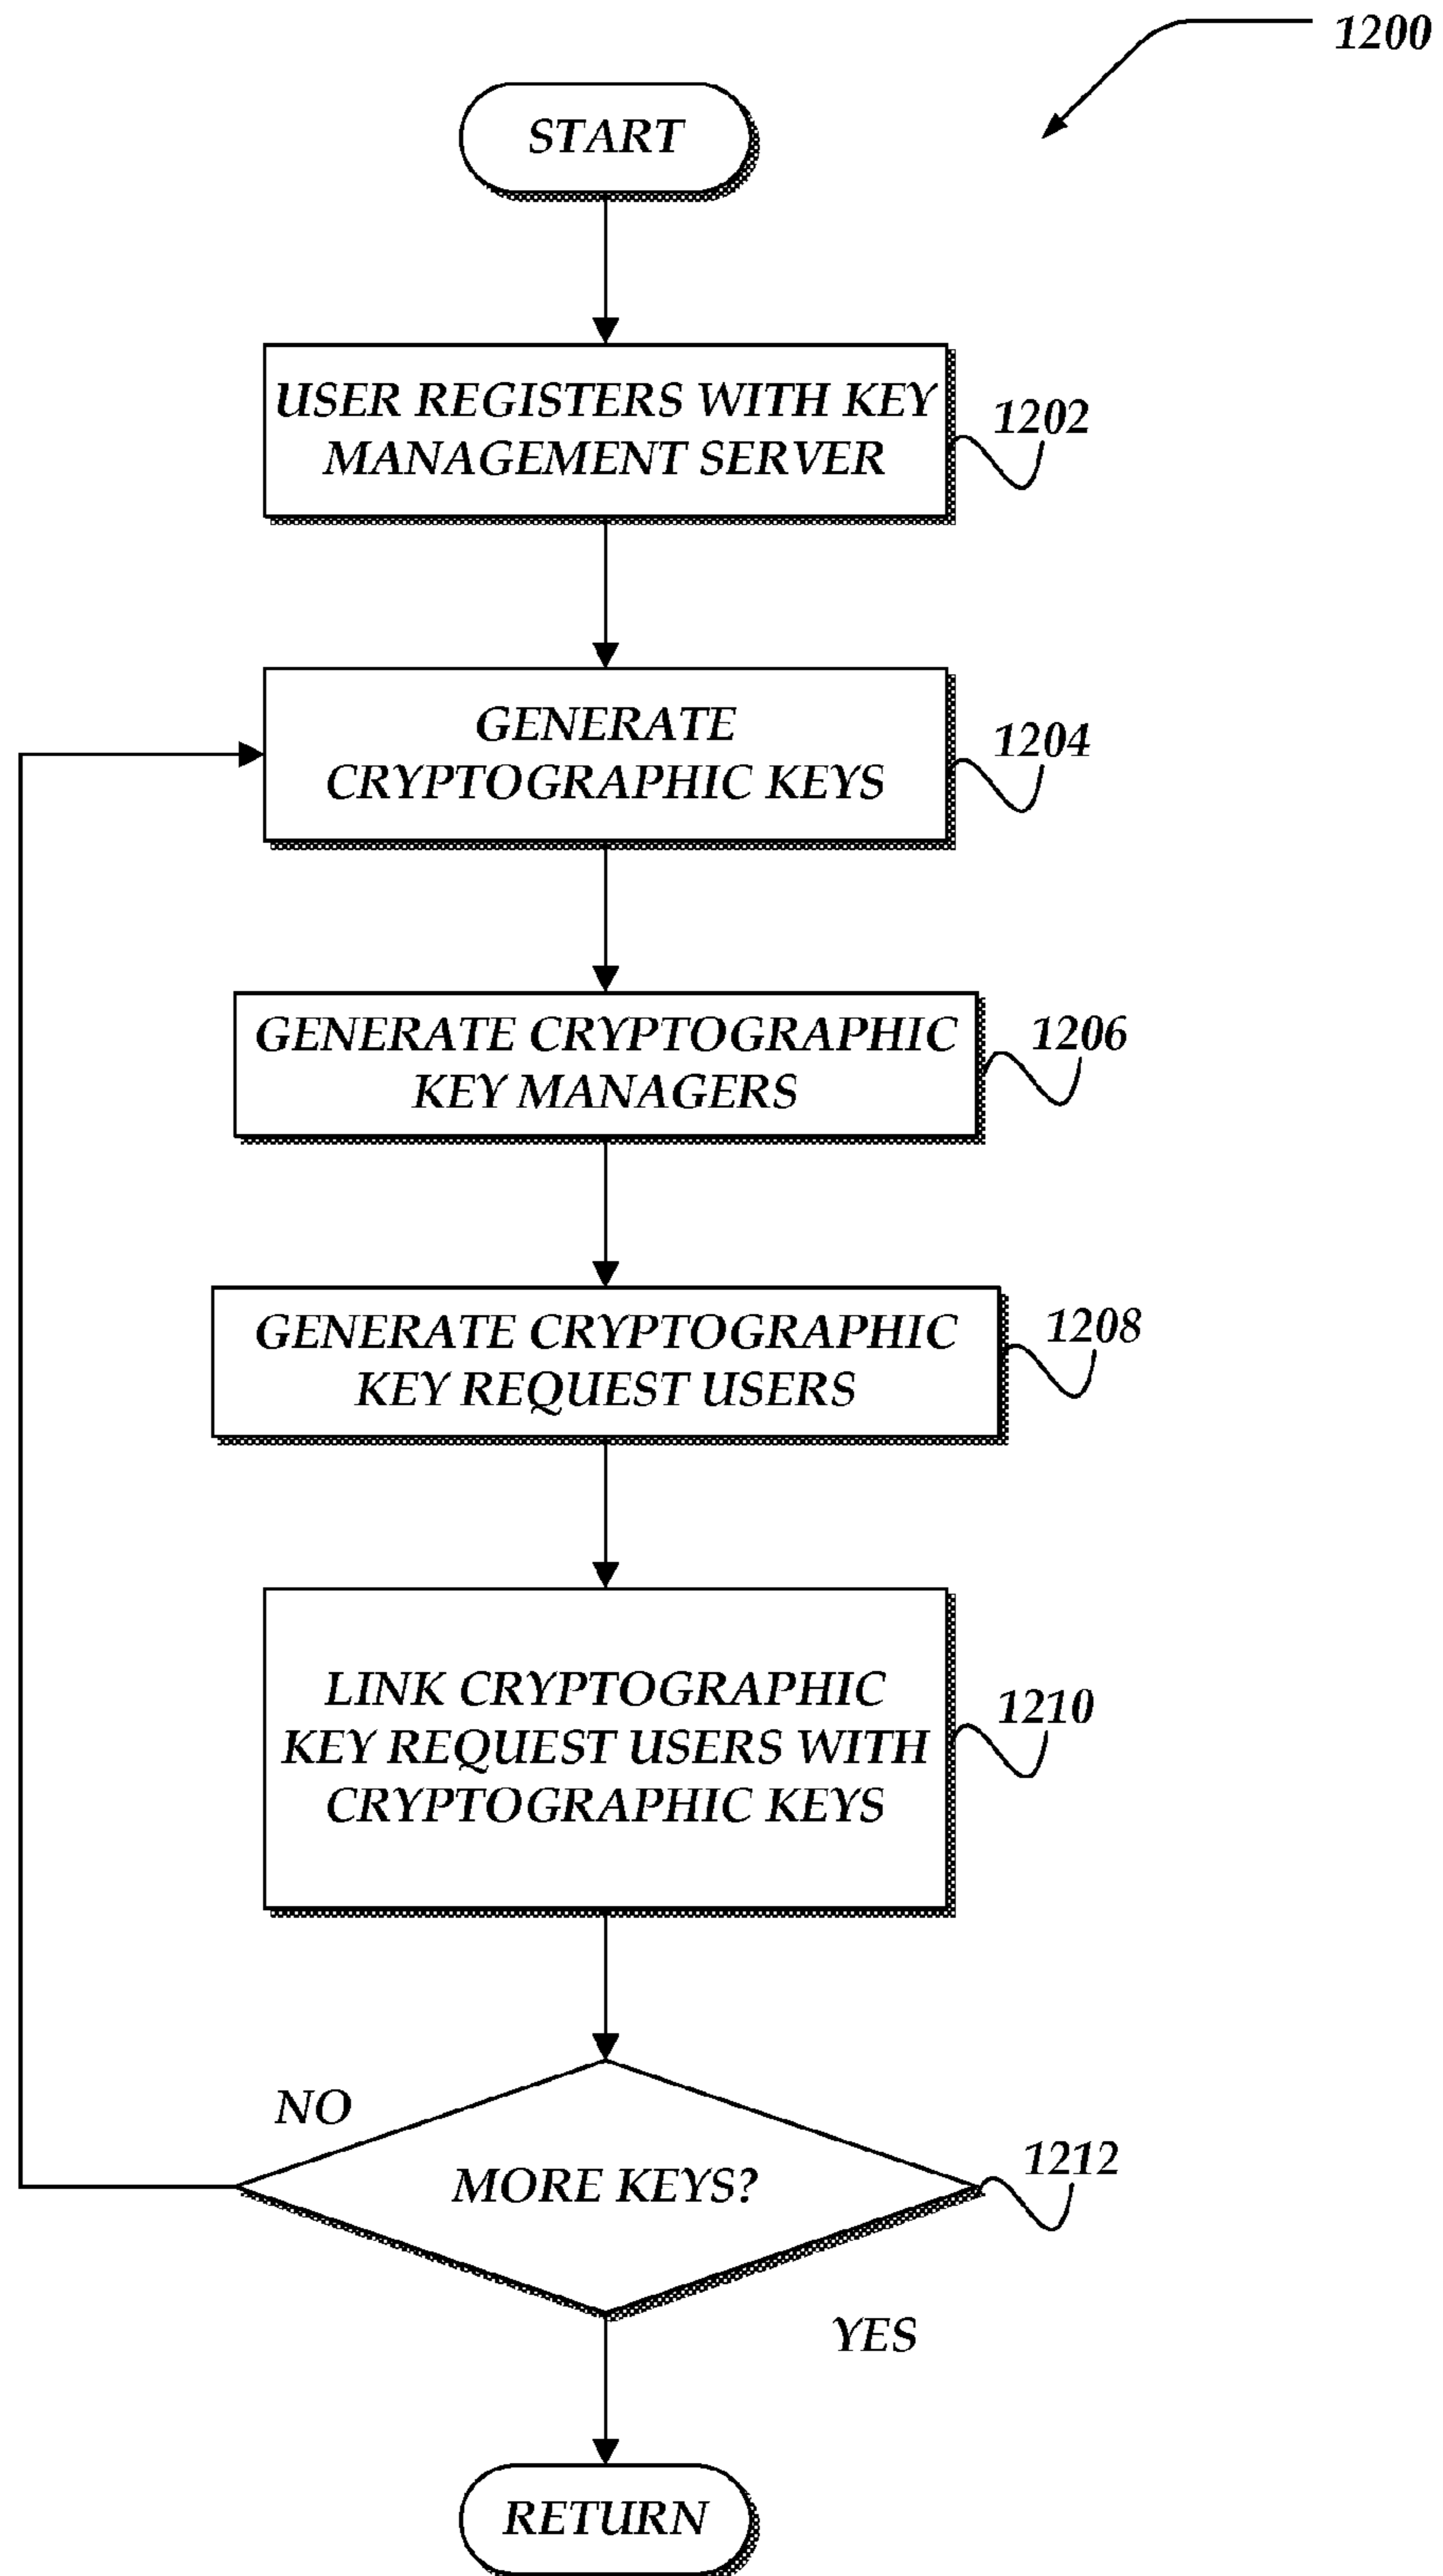 1200
START
USER REGISTERS WITH KEY
MANAGEMENT SERVER
1202
GENERATE
CRYPTOGRAPHIC KEYS
1204
GENERATE CRYPTOGRAPHIC
KEY MANAGERS
1206
GENERATE CRYPTOGRAPHIC
KEY REQUEST USERS
1208
LINK CRYPTOGRAPHIC
KEY REQUEST USERS WITH
CRYPTOGRAPHIC KEYS
1210
NO
MORE KEYS?
1212
YES
RETURN